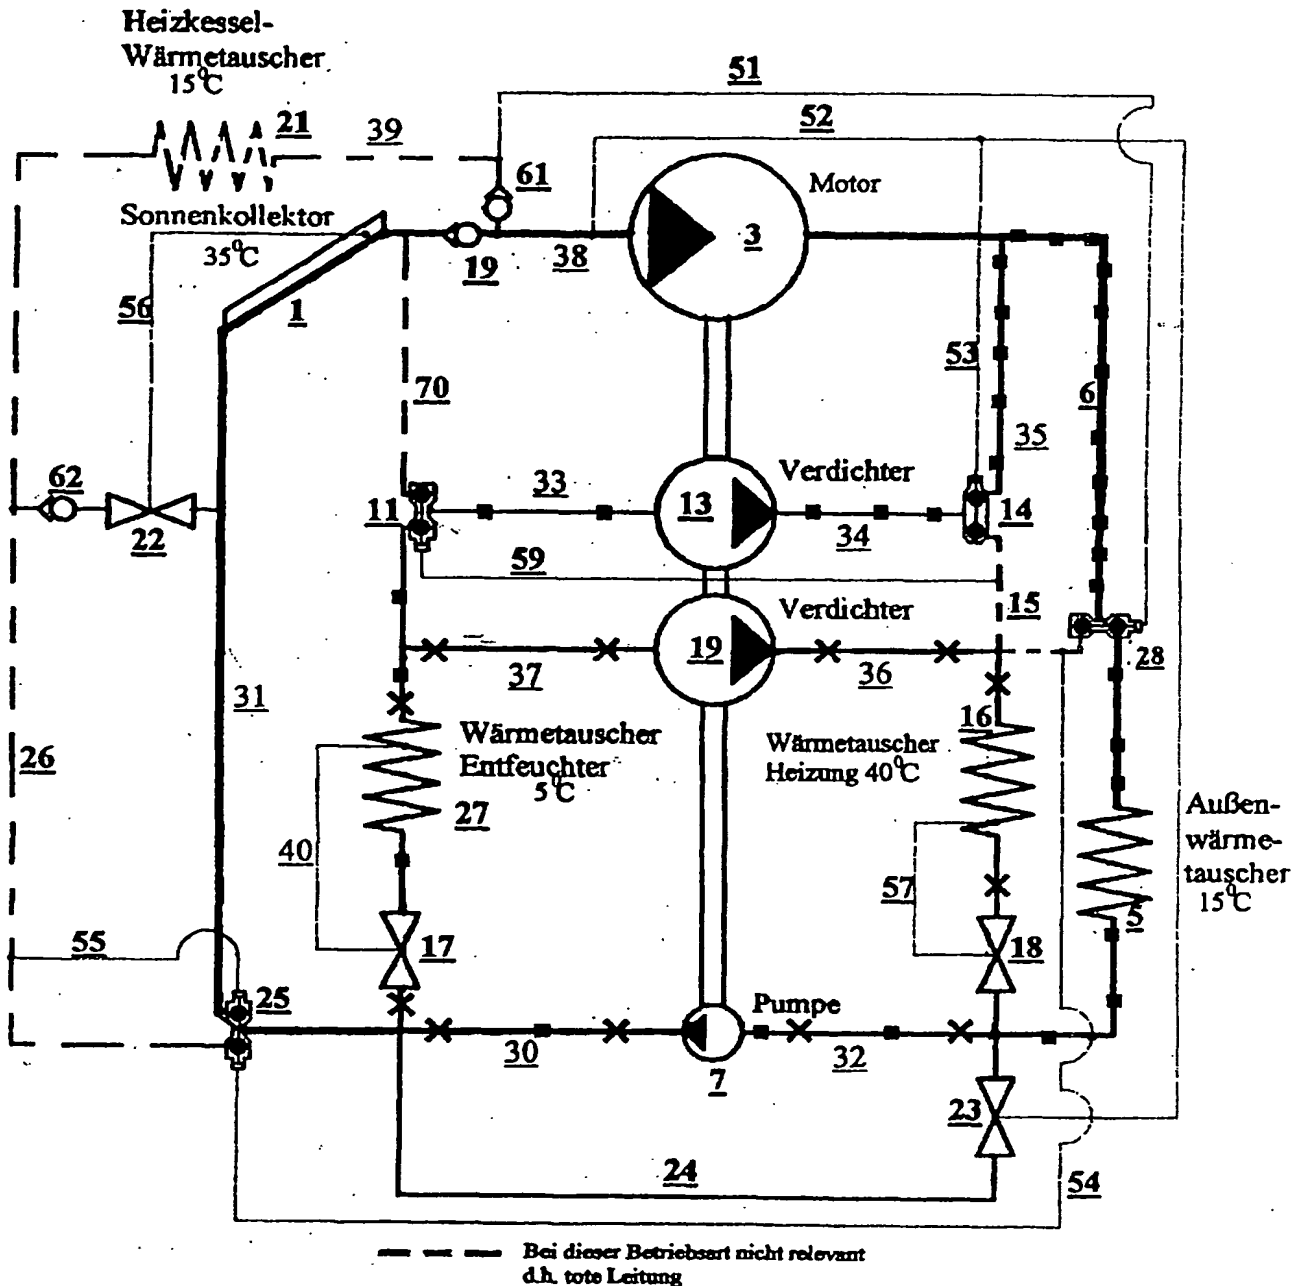 Heizkessel-
Wärmetauscher
15°C
21
39
51
52
61
Motor
3
Sonnenkollektor
35°C
19
38
56
1
53
6
70
35
62
33
Verdichter
13
11
34
14
22
59
15
Verdichter
19
37
36
28
31
16
26
Wärmetauscher
Entfeuchter
5°C
27
Wärmetauscher
Heizung 40°C
Außen-
wärme-
tauscher
15°C
5
40
57
55
17
18
25
Pumpe
30
7
32
23
24
54
Bei dieser Betriebsart nicht relevant
d.h. tote Leitung